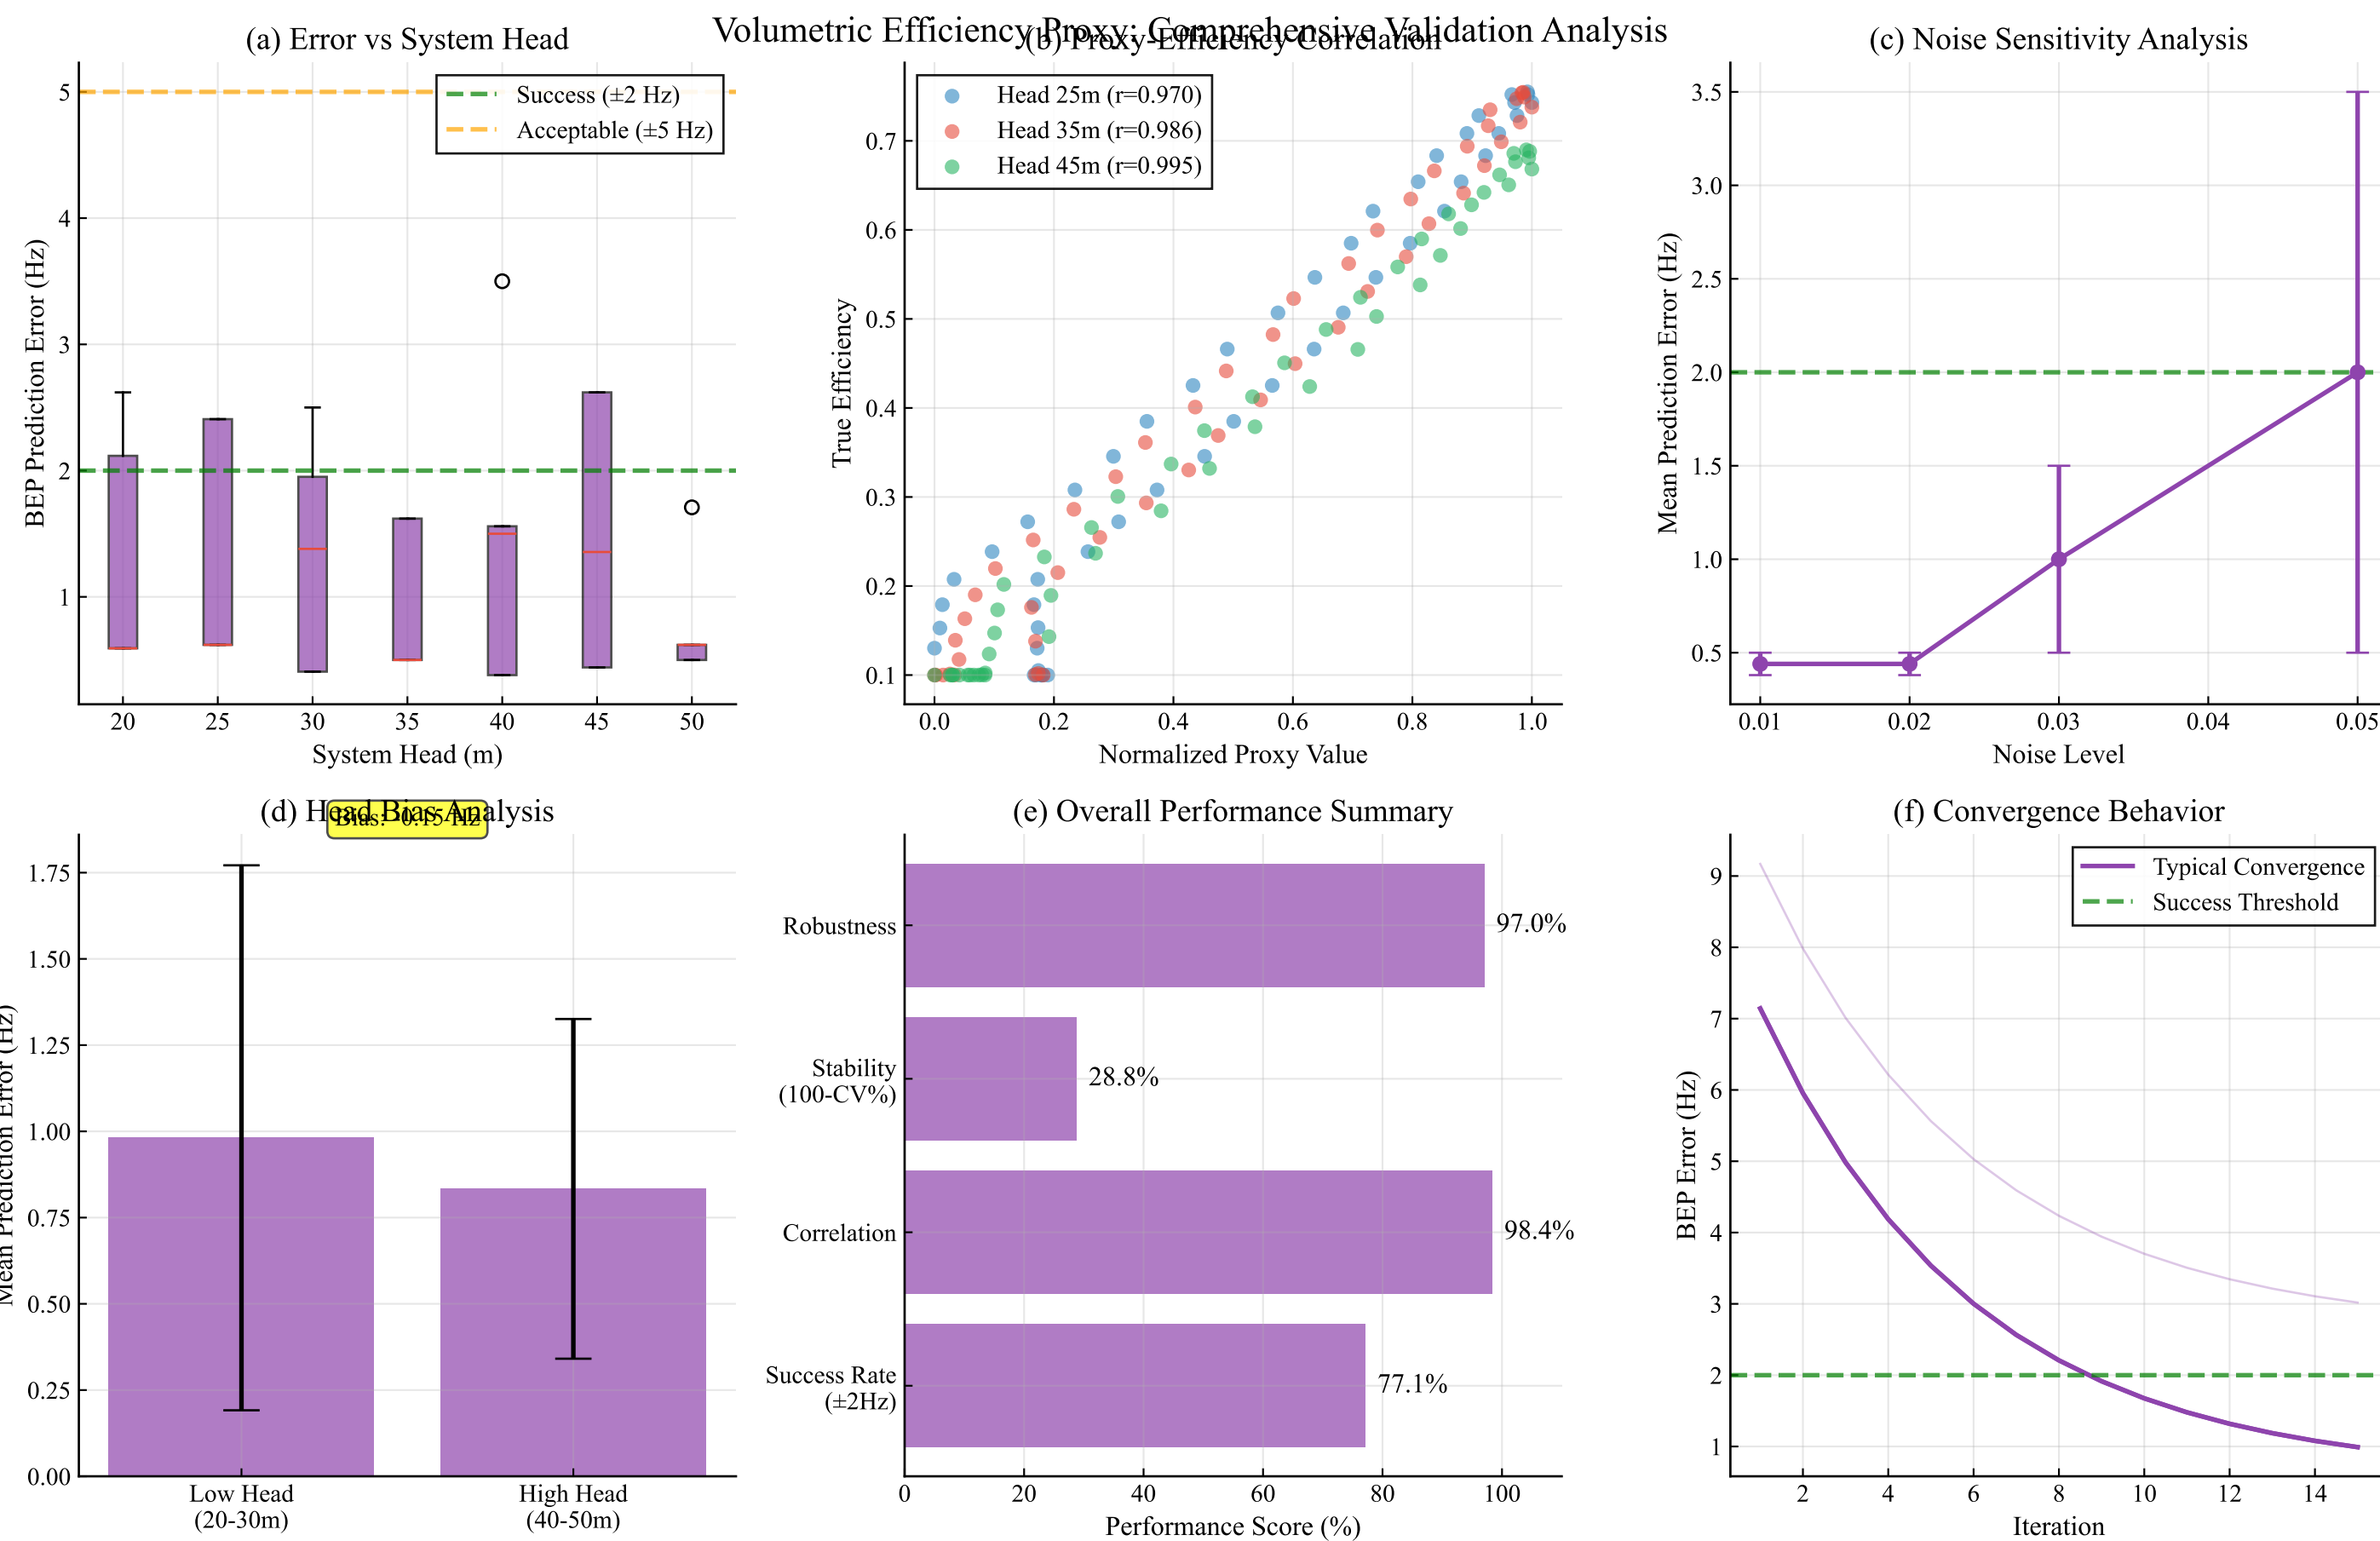 Volumetric Efficiency Proxy: Comprehensive Validation Analysis
(a) Error vs System Head
BEP Prediction Error (Hz)
5
4
3
2
1
Success (±2 Hz)
Acceptable (±5 Hz)
20 25 30 35 40 45 50
System Head (m)
(b) Proxy-Efficiency Correlation
True Efficiency
0.7
0.6
0.5
0.4
0.3
0.2
0.1
Head 25m (r=0.970)
Head 35m (r=0.986)
Head 45m (r=0.995)
0.0 0.2 0.4 0.6 0.8 1.0
Normalized Proxy Value
(c) Noise Sensitivity Analysis
Mean Prediction Error (Hz)
3.5
3.0
2.5
2.0
1.5
1.0
0.5
0.01 0.02 0.03 0.04 0.05
Noise Level
(d) Head Bias Analysis
Bias: 0.15 Hz
Mean Prediction Error (Hz)
1.75
1.50
1.25
1.00
0.75
0.50
0.25
0.00
Low Head
(20-30m)
High Head
(40-50m)
(e) Overall Performance Summary
Robustness
97.0%
Stability
(100-CV%)
28.8%
Correlation
98.4%
Success Rate
(±2Hz)
77.1%
0 20 40 60 80 100
Performance Score (%)
(f) Convergence Behavior
BEP Error (Hz)
9
8
7
6
5
4
3
2
1
Typical Convergence
Success Threshold
2 4 6 8 10 12 14
Iteration